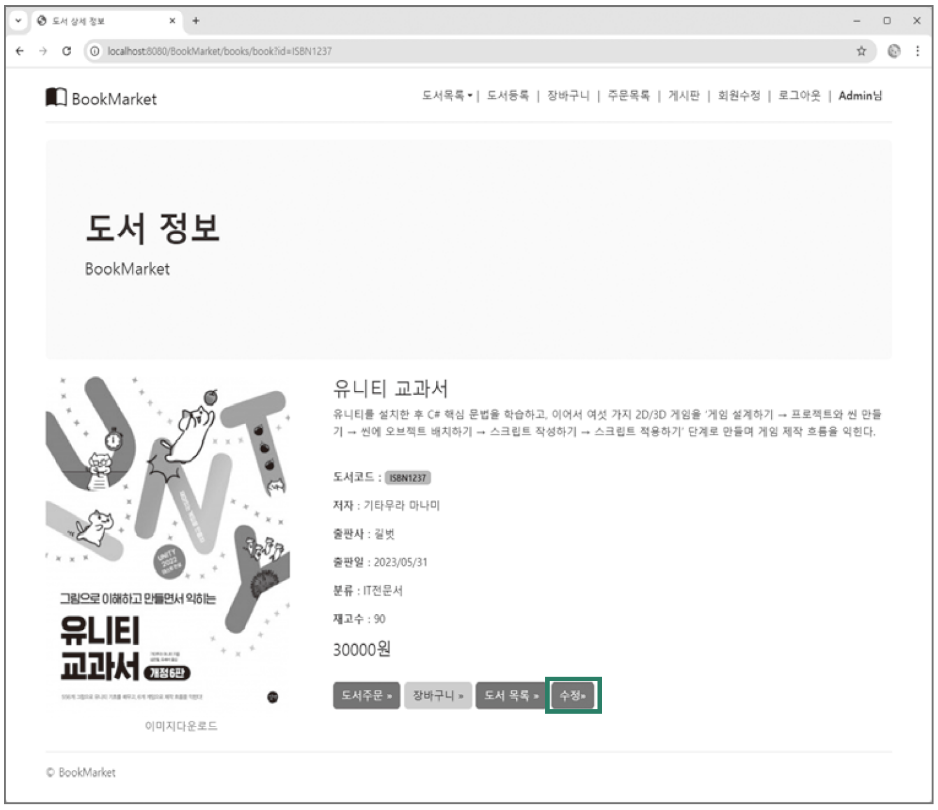 도서 상세 정보
localhost:8080/BookMarket/books/book?id=ISBN1237
BookMarket
도서목록 | 도서등록 | 장바구니 | 주문목록 | 게시판 | 회원수정 | 로그아웃 | Admin님
도서 정보
BookMarket
UNITY
UNITY
2022
그림으로 이해하고 만들면서 익히는
유니티
교과서 개정6판
이미지다운로드
유니티 교과서
유니티를 설치한 후 C# 핵심 문법을 학습하고, 이어서 여섯 가지 2D/3D 게임을 '게임 설계하기 → 프로젝트와 씬 만들
기 → 씬에 오브젝트 배치하기 → 스크립트 작성하기 → 스크립트 적용하기' 단계로 만들며 게임 제작 흐름을 익힌다.
도서코드 : ISBN1237
저자 : 기타무라 마나미
출판사 : 길벗
출판일 : 2023/05/31
분류 : IT전문서
재고수 : 90
30000원
도서주문 » 장바구니 » 도서 목록 » 수정»
© BookMarket